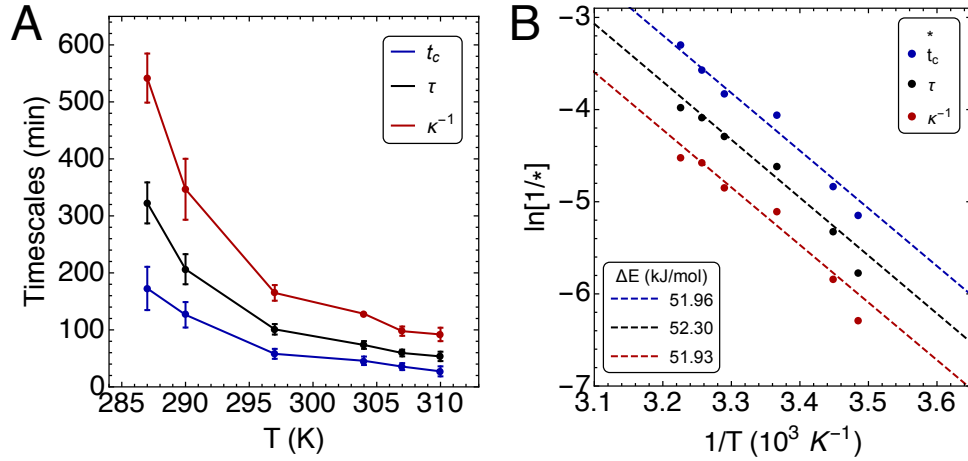 A
Timescales (min)
600
500
400
300
200
100
0
285
290
295
300
305
310
T (K)
t_c
τ
κ⁻¹
B
ln[1/*]
-3
-4
-5
-6
-7
3.1
3.2
3.3
3.4
3.5
3.6
1/T (10³ K⁻¹)
*
t_c
τ
κ⁻¹
ΔE (kJ/mol)
51.96
52.30
51.93